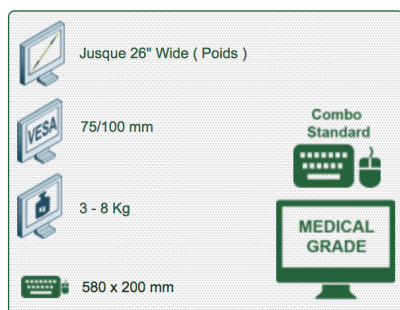 Jusque 26" Wide ( Poids )
VESA
75/100 mm
Combo
Standard
3 - 8 Kg
MEDICAL
GRADE
580 x 200 mm